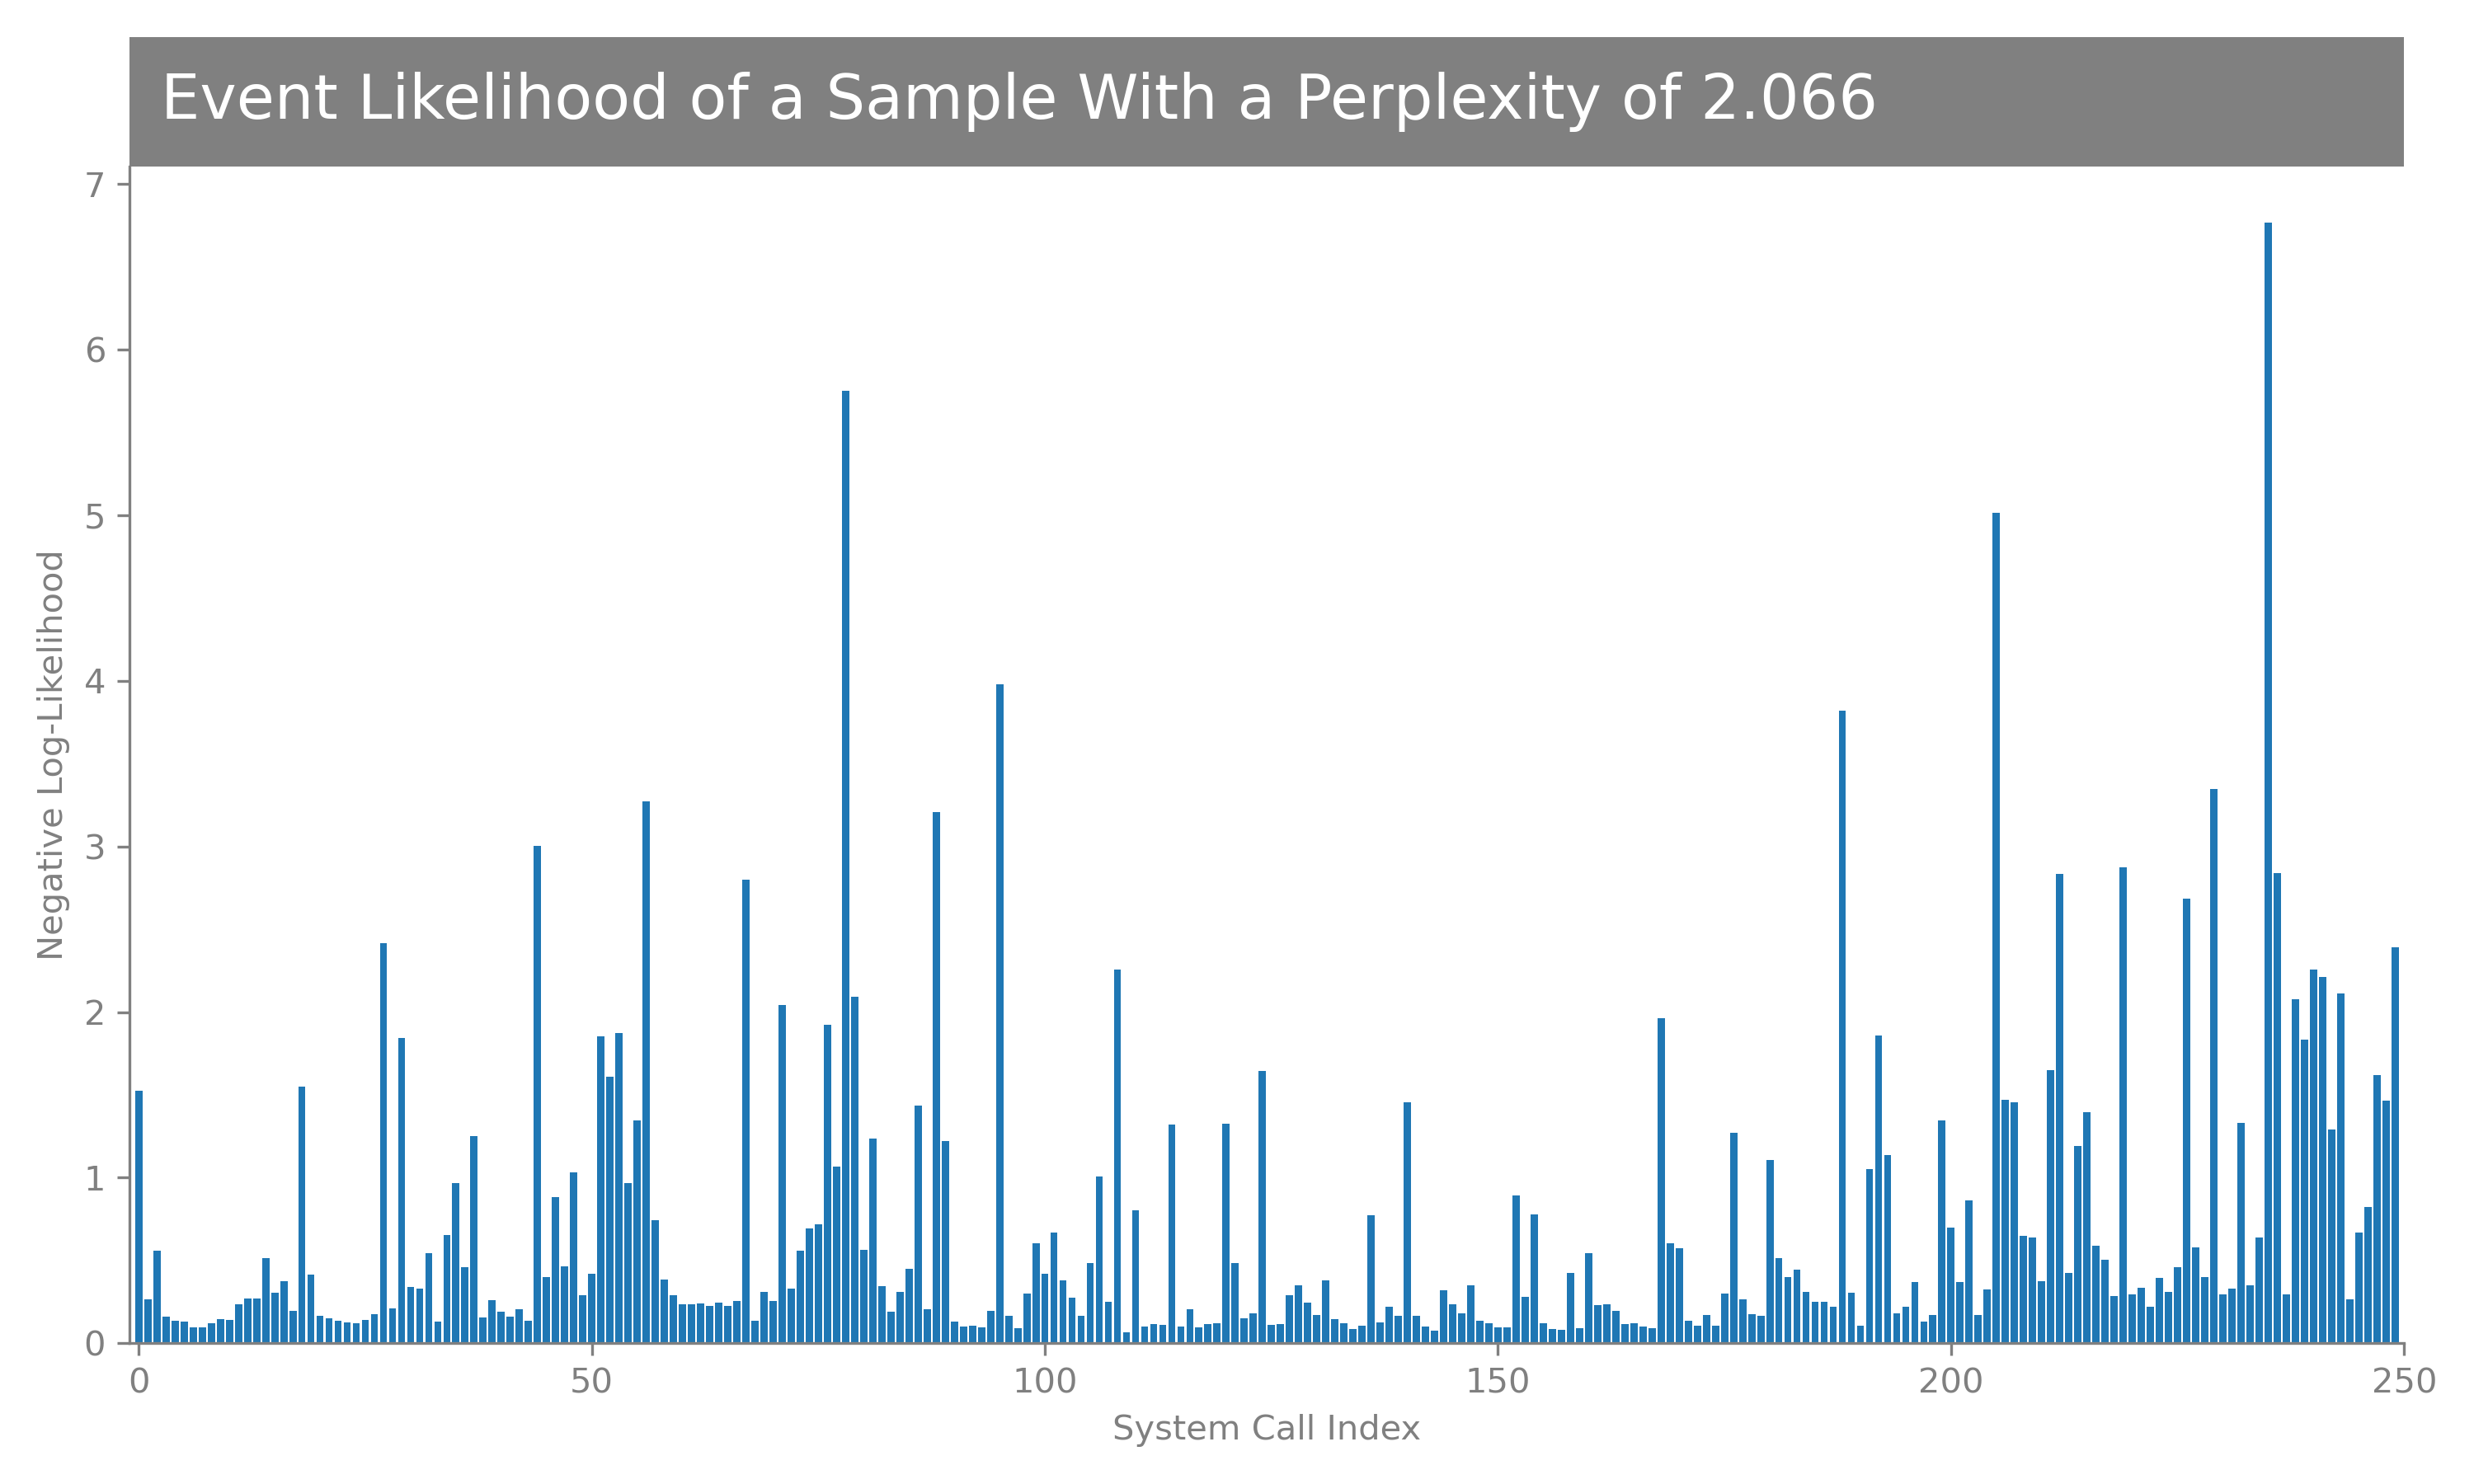 Event Likelihood of a Sample With a Perplexity of 2.066
7
6
5
4
3
2
1
0
Negative Log-Likelihood
0 50 100 150 200 250
System Call Index